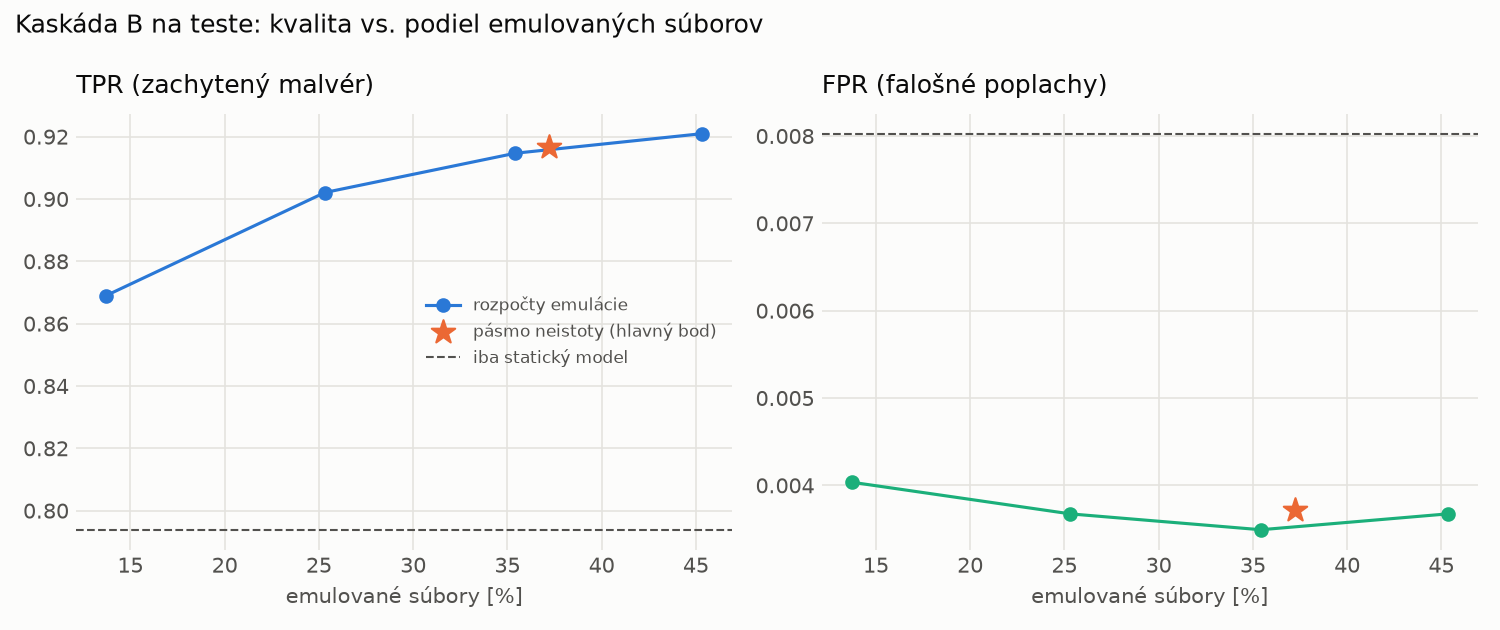 Kaskáda B na teste: kvalita vs. podiel emulovaných súborov
TPR (zachytený malvér)
0.92
0.90
0.88
0.86
0.84
0.82
0.80
rozpočty emulácie
pásmo neistoty (hlavný bod)
iba statický model
15 20 25 30 35 40 45
emulované súbory [%]
FPR (falošné poplachy)
0.008
0.007
0.006
0.005
0.004
15 20 25 30 35 40 45
emulované súbory [%]